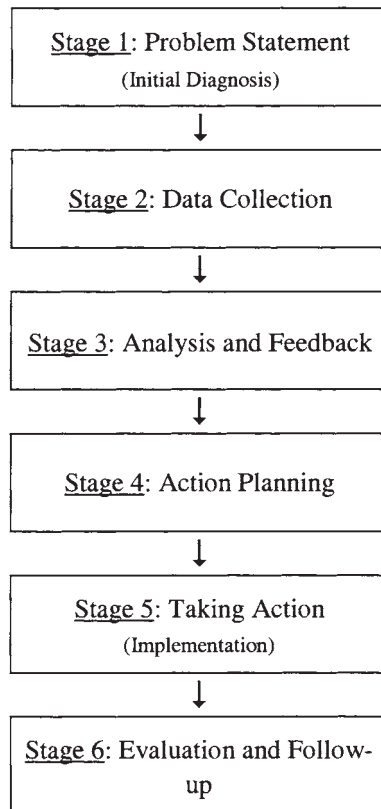 Stage 1: Problem Statement
(Initial Diagnosis)
Stage 2: Data Collection
Stage 3: Analysis and Feedback
Stage 4: Action Planning
Stage 5: Taking Action
(Implementation)
Stage 6: Evaluation and Follow-
up